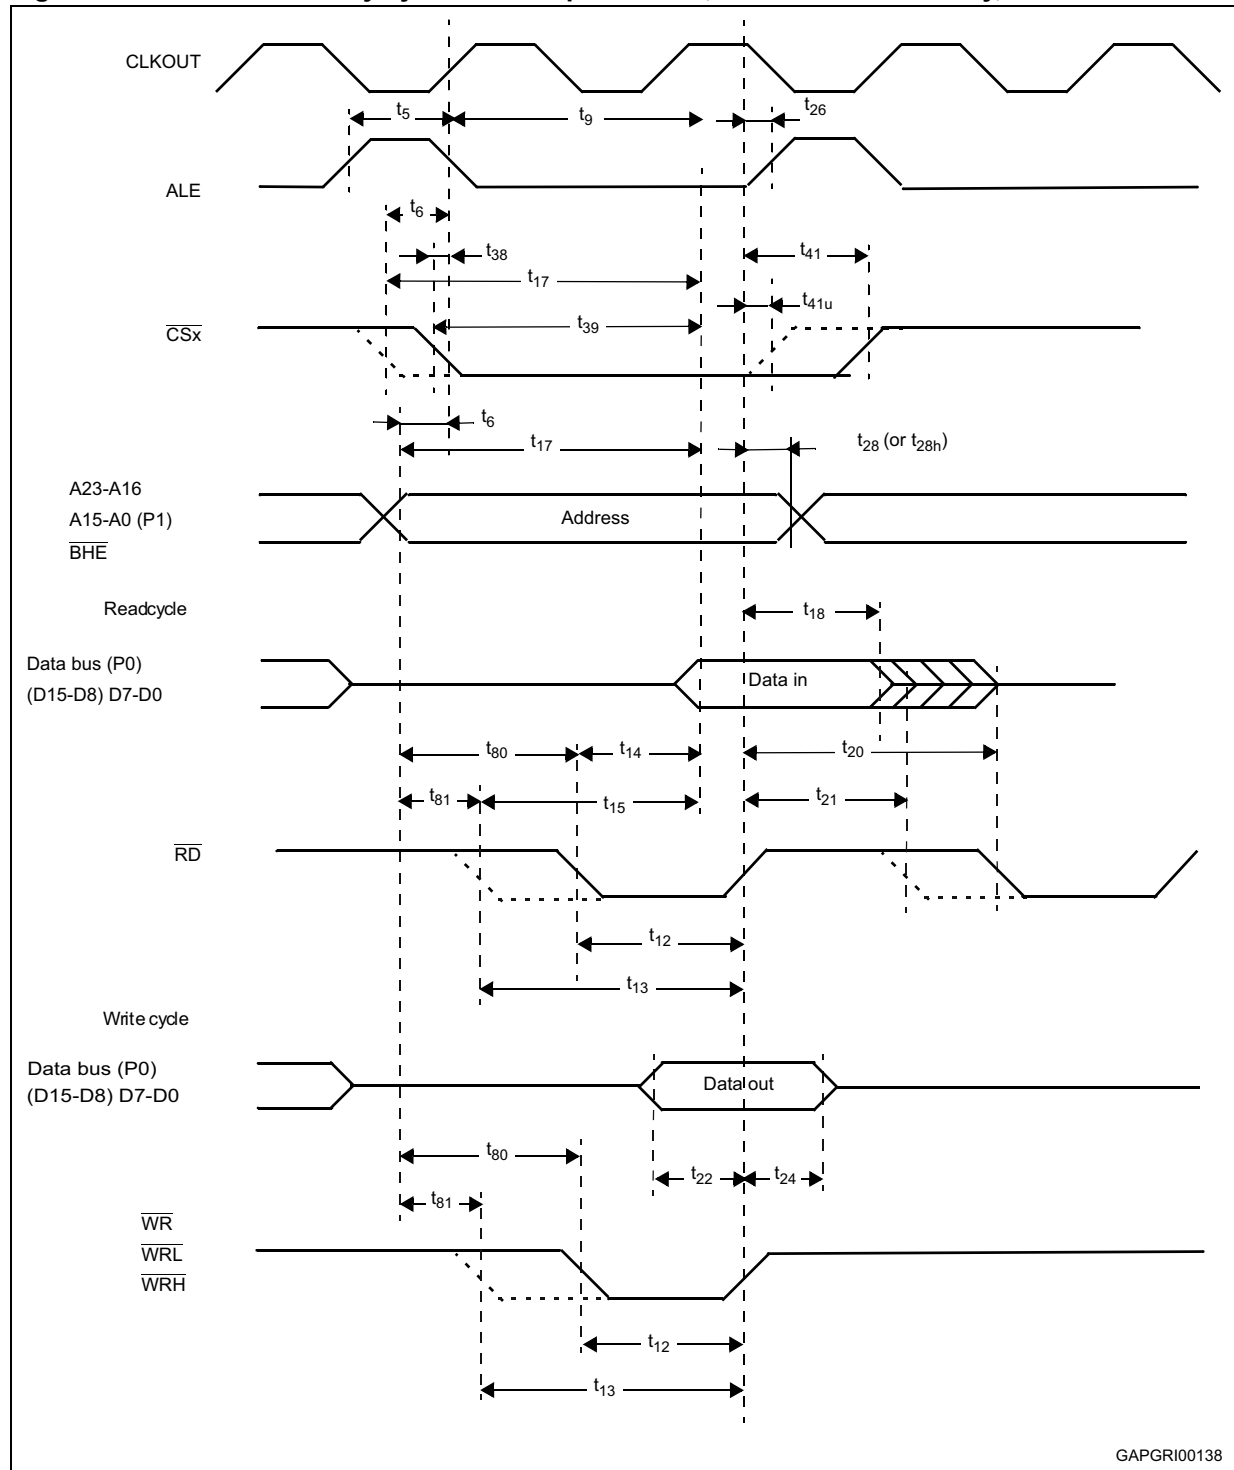 CLKOUT
t5
t9
t26
ALE
t6
t38
t41
t17
t41u
CSx
t39
t6
t17
t28 (or t28h)
A23-A16
A15-A0 (P1)
Address
BHE
Readcycle
t18
Data bus (P0)
(D15-D8) D7-D0
Data in
t80
t14
t20
t81
t15
t21
RD
t12
t13
Write cycle
Data bus (P0)
(D15-D8) D7-D0
Data out
t80
t22
t24
t81
WR
WRL
WRH
t12
t13
GAPGRI00138